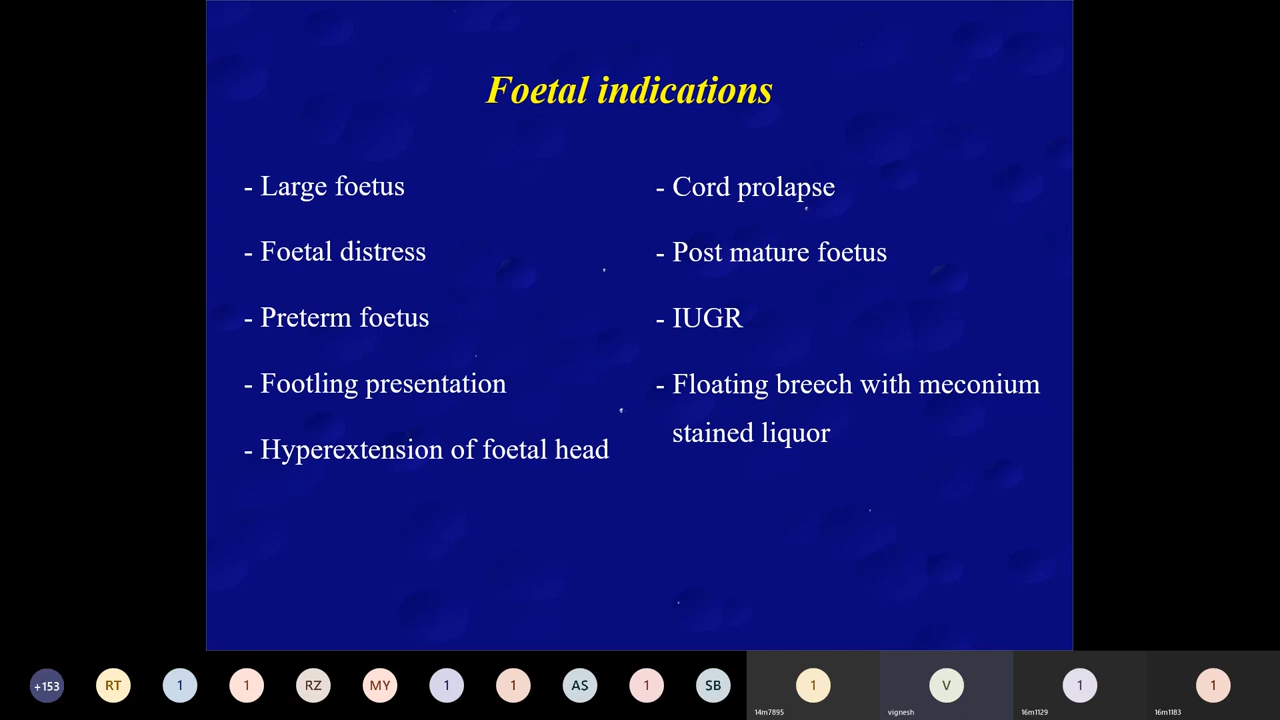 Foetal indications
- Large foetus
- Foetal distress
- Preterm foetus
- Footling presentation
- Hyperextension of foetal head
- Cord prolapse
- Post mature foetus
- IUGR
- Floating breech with meconium
stained liquor
+153
RT
1
1
RZ
MY
1
1
AS
1
SB
1
14m7895
V
vignesh
1
16m1129
1
16m1183